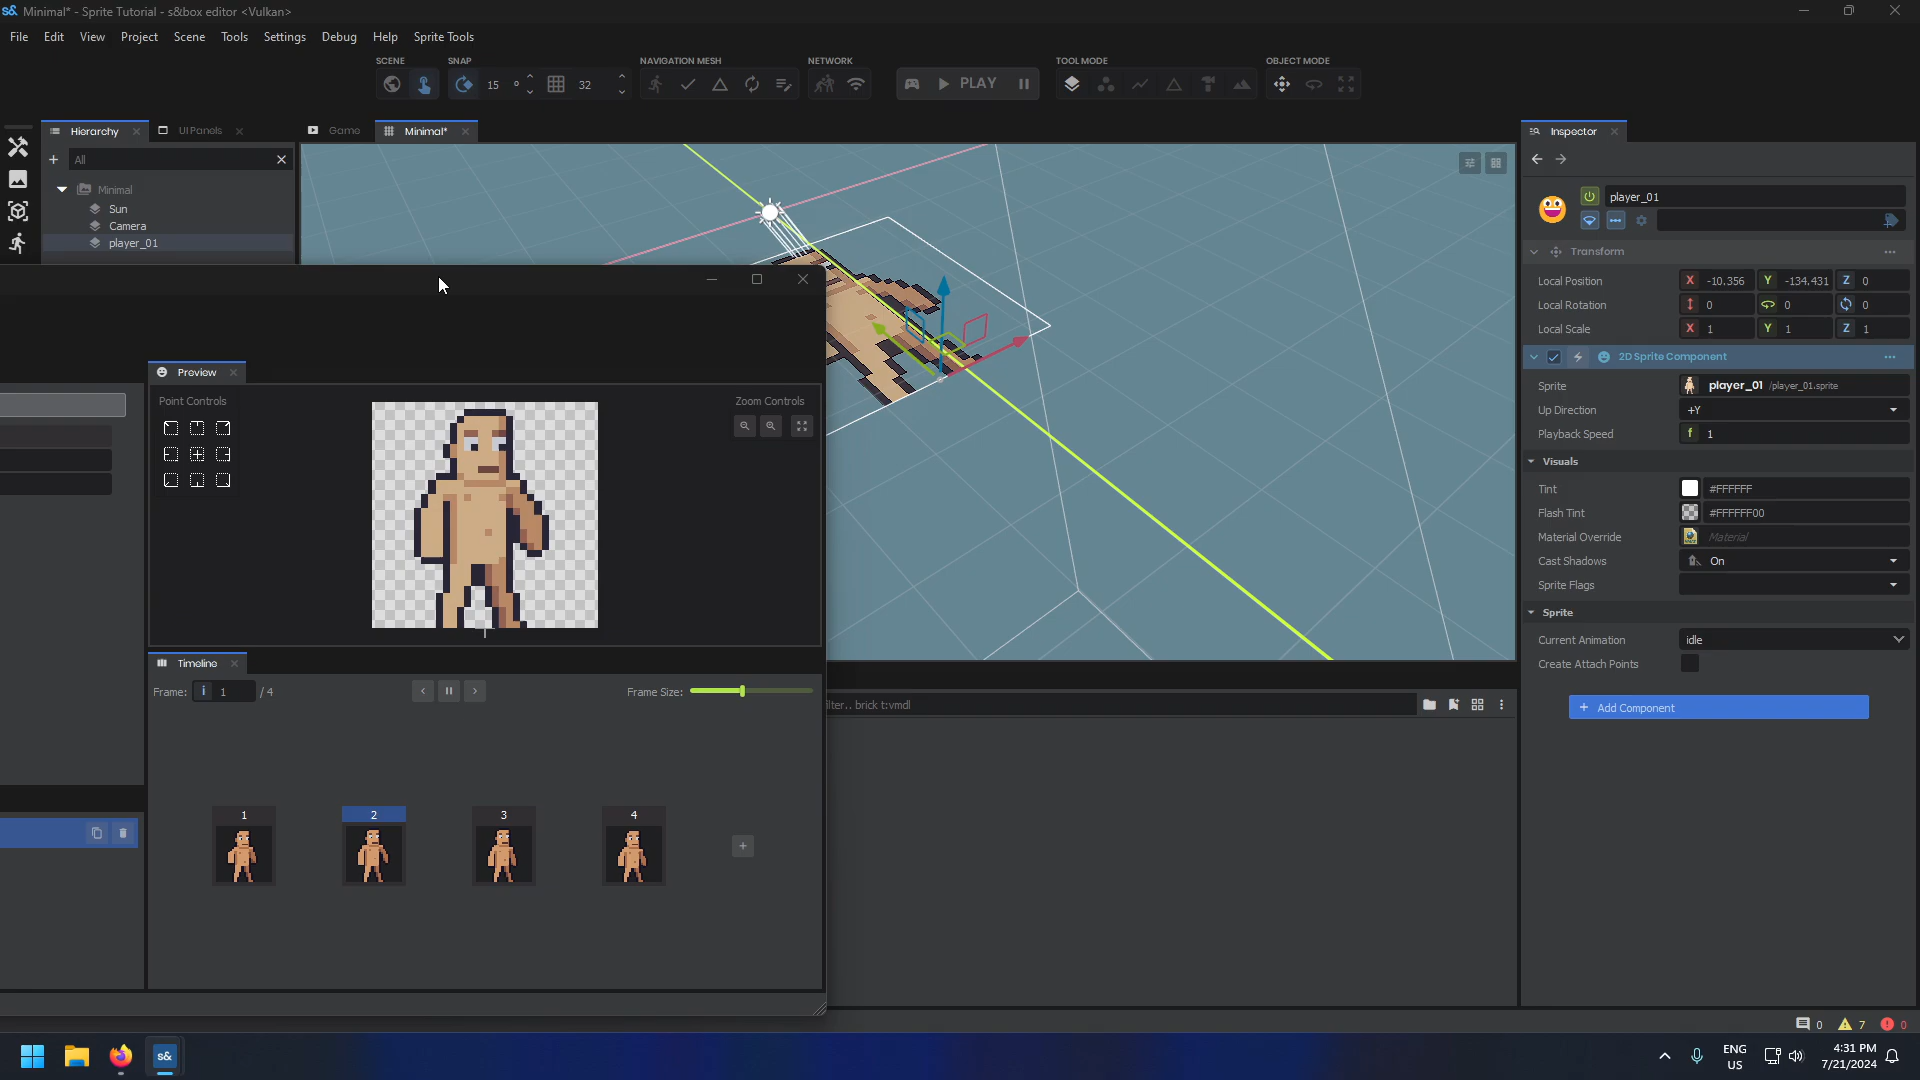 s& Minimal* - Sprite Tutorial - s&box editor <Vulkan>
File Edit View Project Scene Tools Settings Debug Help Sprite Tools
SCENE SNAP NAVIGATION MESH NETWORK TOOL MODE OBJECT MODE
15 ° 32 PLAY
Hierarchy UI Panels Game Minimal* Inspector
All
Minimal
Sun
Camera
player_01
player_01
Transform
Local Position X -10.356 Y -134.431 Z 0
Local Rotation 0 0 0
Local Scale X 1 Y 1 Z 1
2D Sprite Component
Sprite player_01 /player_01.sprite
Up Direction +Y
Playback Speed f 1
Visuals
Tint #FFFFFF
Flash Tint #FFFFFF00
Material Override Material
Cast Shadows On
Sprite Flags
Sprite
Current Animation idle
Create Attach Points
Add Component
Preview
Point Controls Zoom Controls
Timeline
Frame: i 1 / 4 Frame Size:
1 2 3 4
ilter.. brick t:vmdl
0 7 0
s& ENG US 4:31 PM 7/21/2024